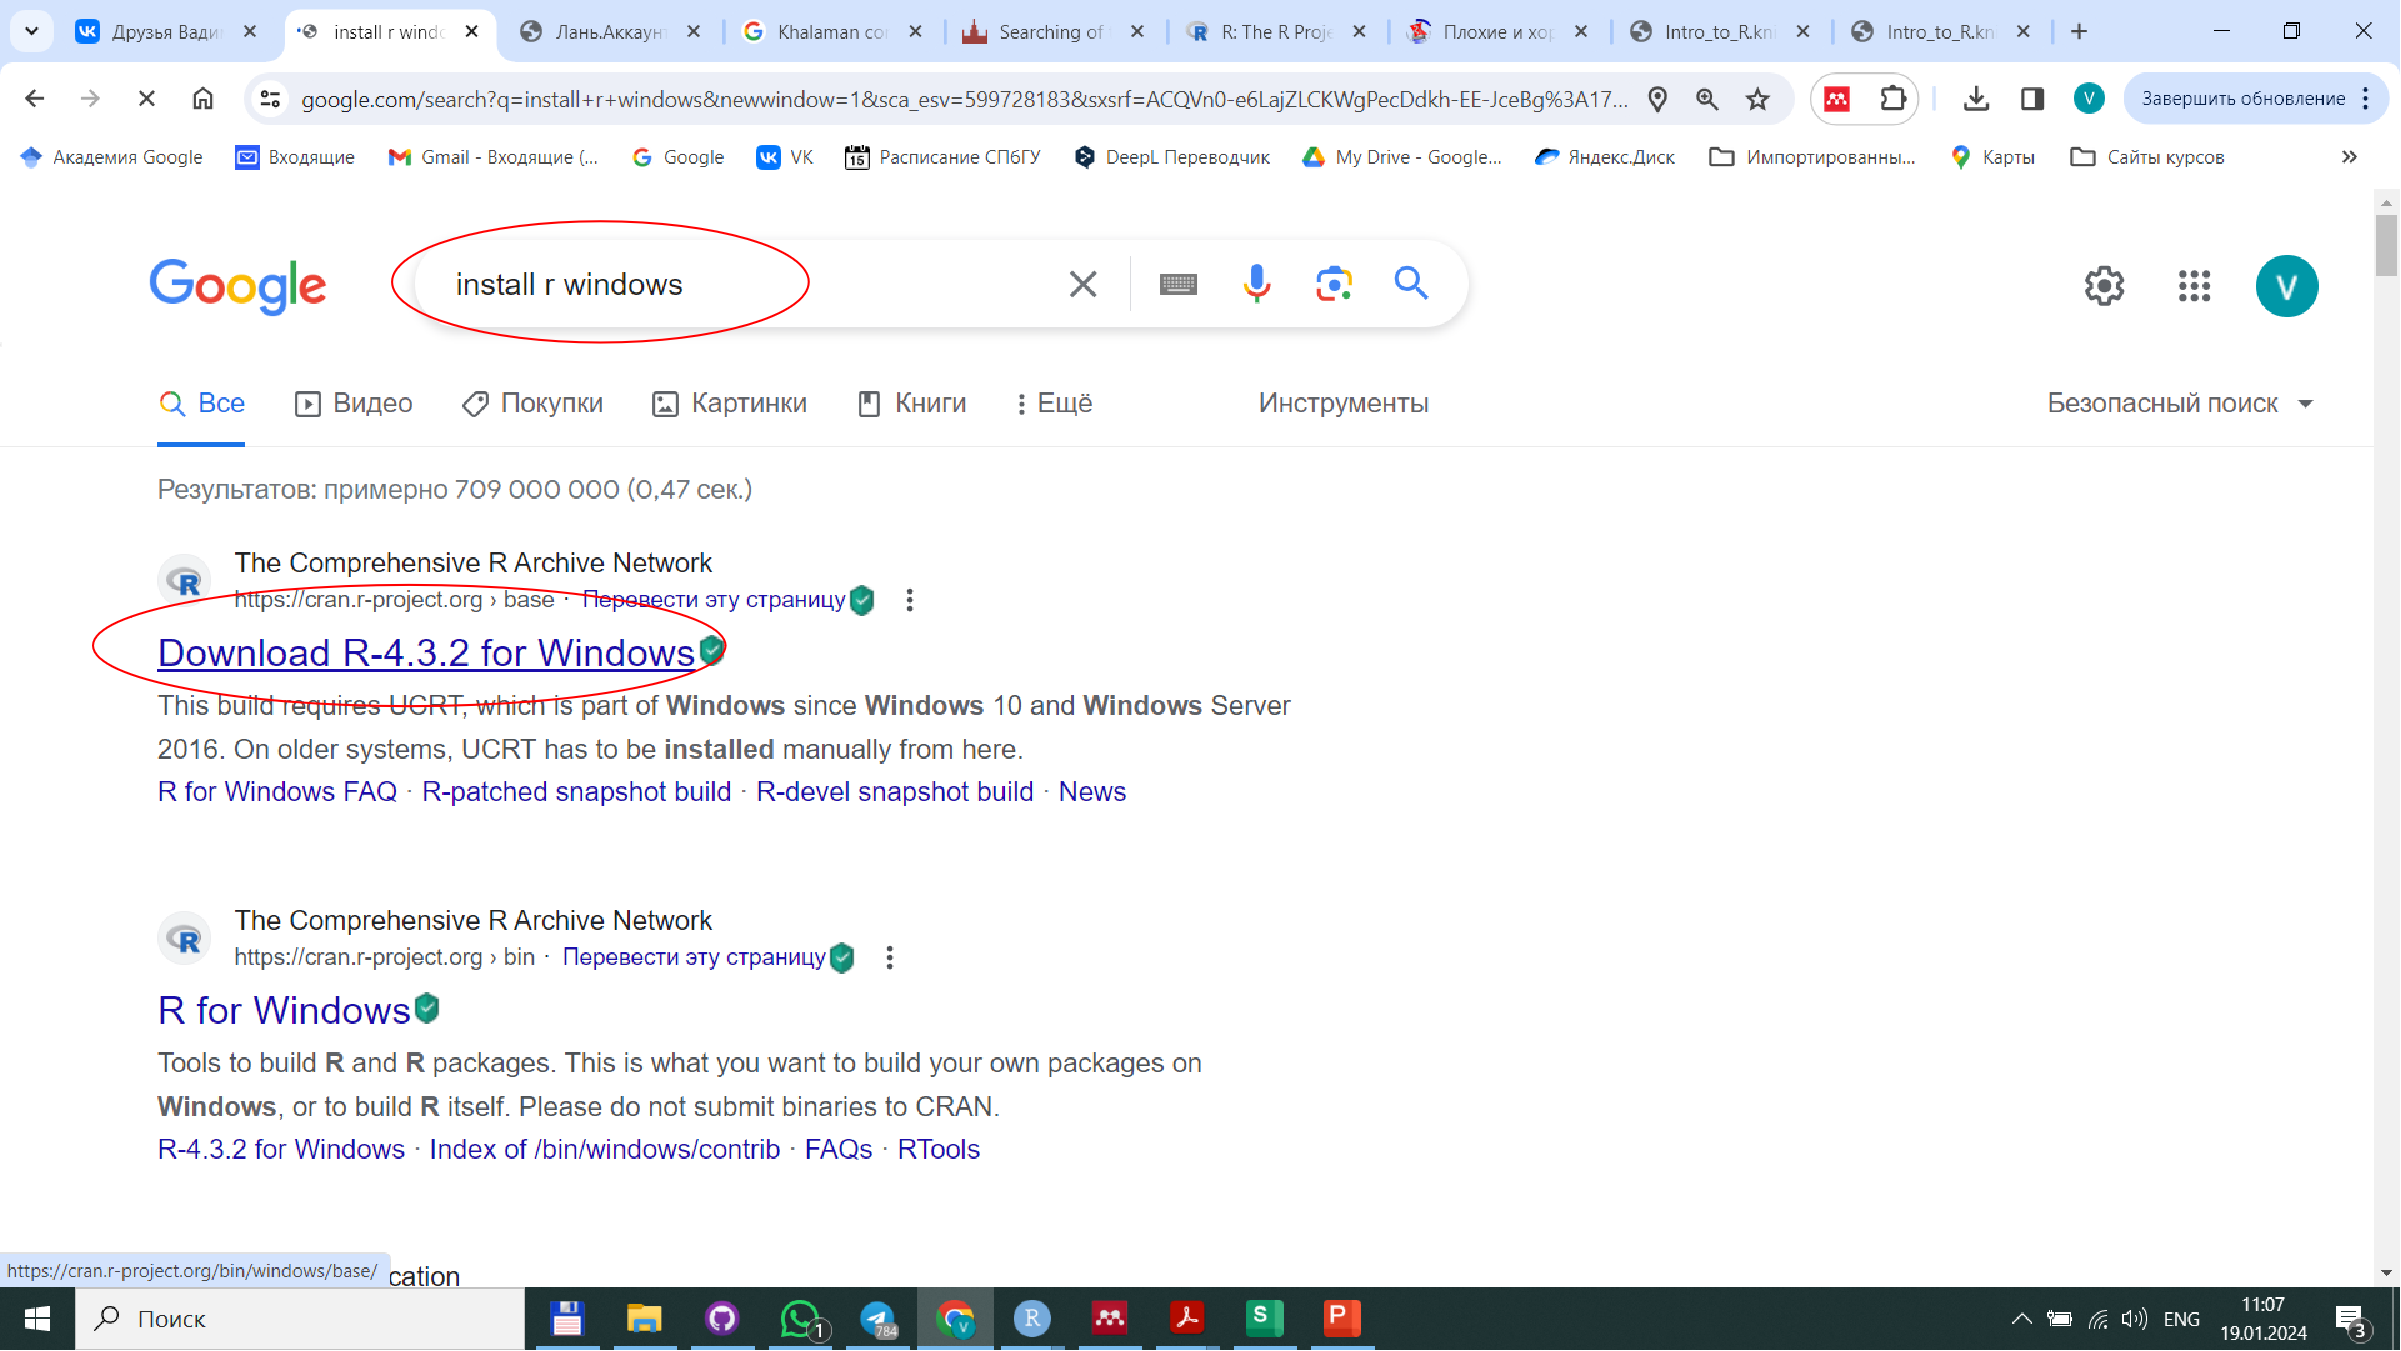 Друзья Вади
install r windo
Лань.Аккаун
Khalaman co
Searching of
R: The R Proje
Плохие и хор
Intro_to_R.kni
Intro_to_R.kn
google.com/search?q=install+r+windows&newwindow=1&sca_esv=599728183&sxsrf=ACQVn0-e6LajZLCKWgPecDdkh-EE-JceBg%3A17...
V
Завершить обновление
Академия Google
Входящие
Gmail - Входящие (...
Google
VK
15
Расписание СПбГУ
DeepL Переводчик
My Drive - Google...
Яндекс.Диск
Импортированны...
Карты
Сайты курсов
»
Google
install r windows
V
Все
Видео
Покупки
Картинки
Книги
Ещё
Инструменты
Безопасный поиск
Результатов: примерно 709 000 000 (0,47 сек.)
The Comprehensive R Archive Network
https://cran.r-project.org › base · Перевести эту страницу
Download R-4.3.2 for Windows
This build requires UCRT, which is part of Windows since Windows 10 and Windows Server
2016. On older systems, UCRT has to be installed manually from here.
R for Windows FAQ · R-patched snapshot build · R-devel snapshot build · News
The Comprehensive R Archive Network
https://cran.r-project.org › bin · Перевести эту страницу
R for Windows
Tools to build R and R packages. This is what you want to build your own packages on
Windows, or to build R itself. Please do not submit binaries to CRAN.
R-4.3.2 for Windows · Index of /bin/windows/contrib · FAQs · RTools
https://cran.r-project.org/bin/windows/base/
cation
Поиск
1
784
V
R
S
P
ENG
11:07
19.01.2024
3